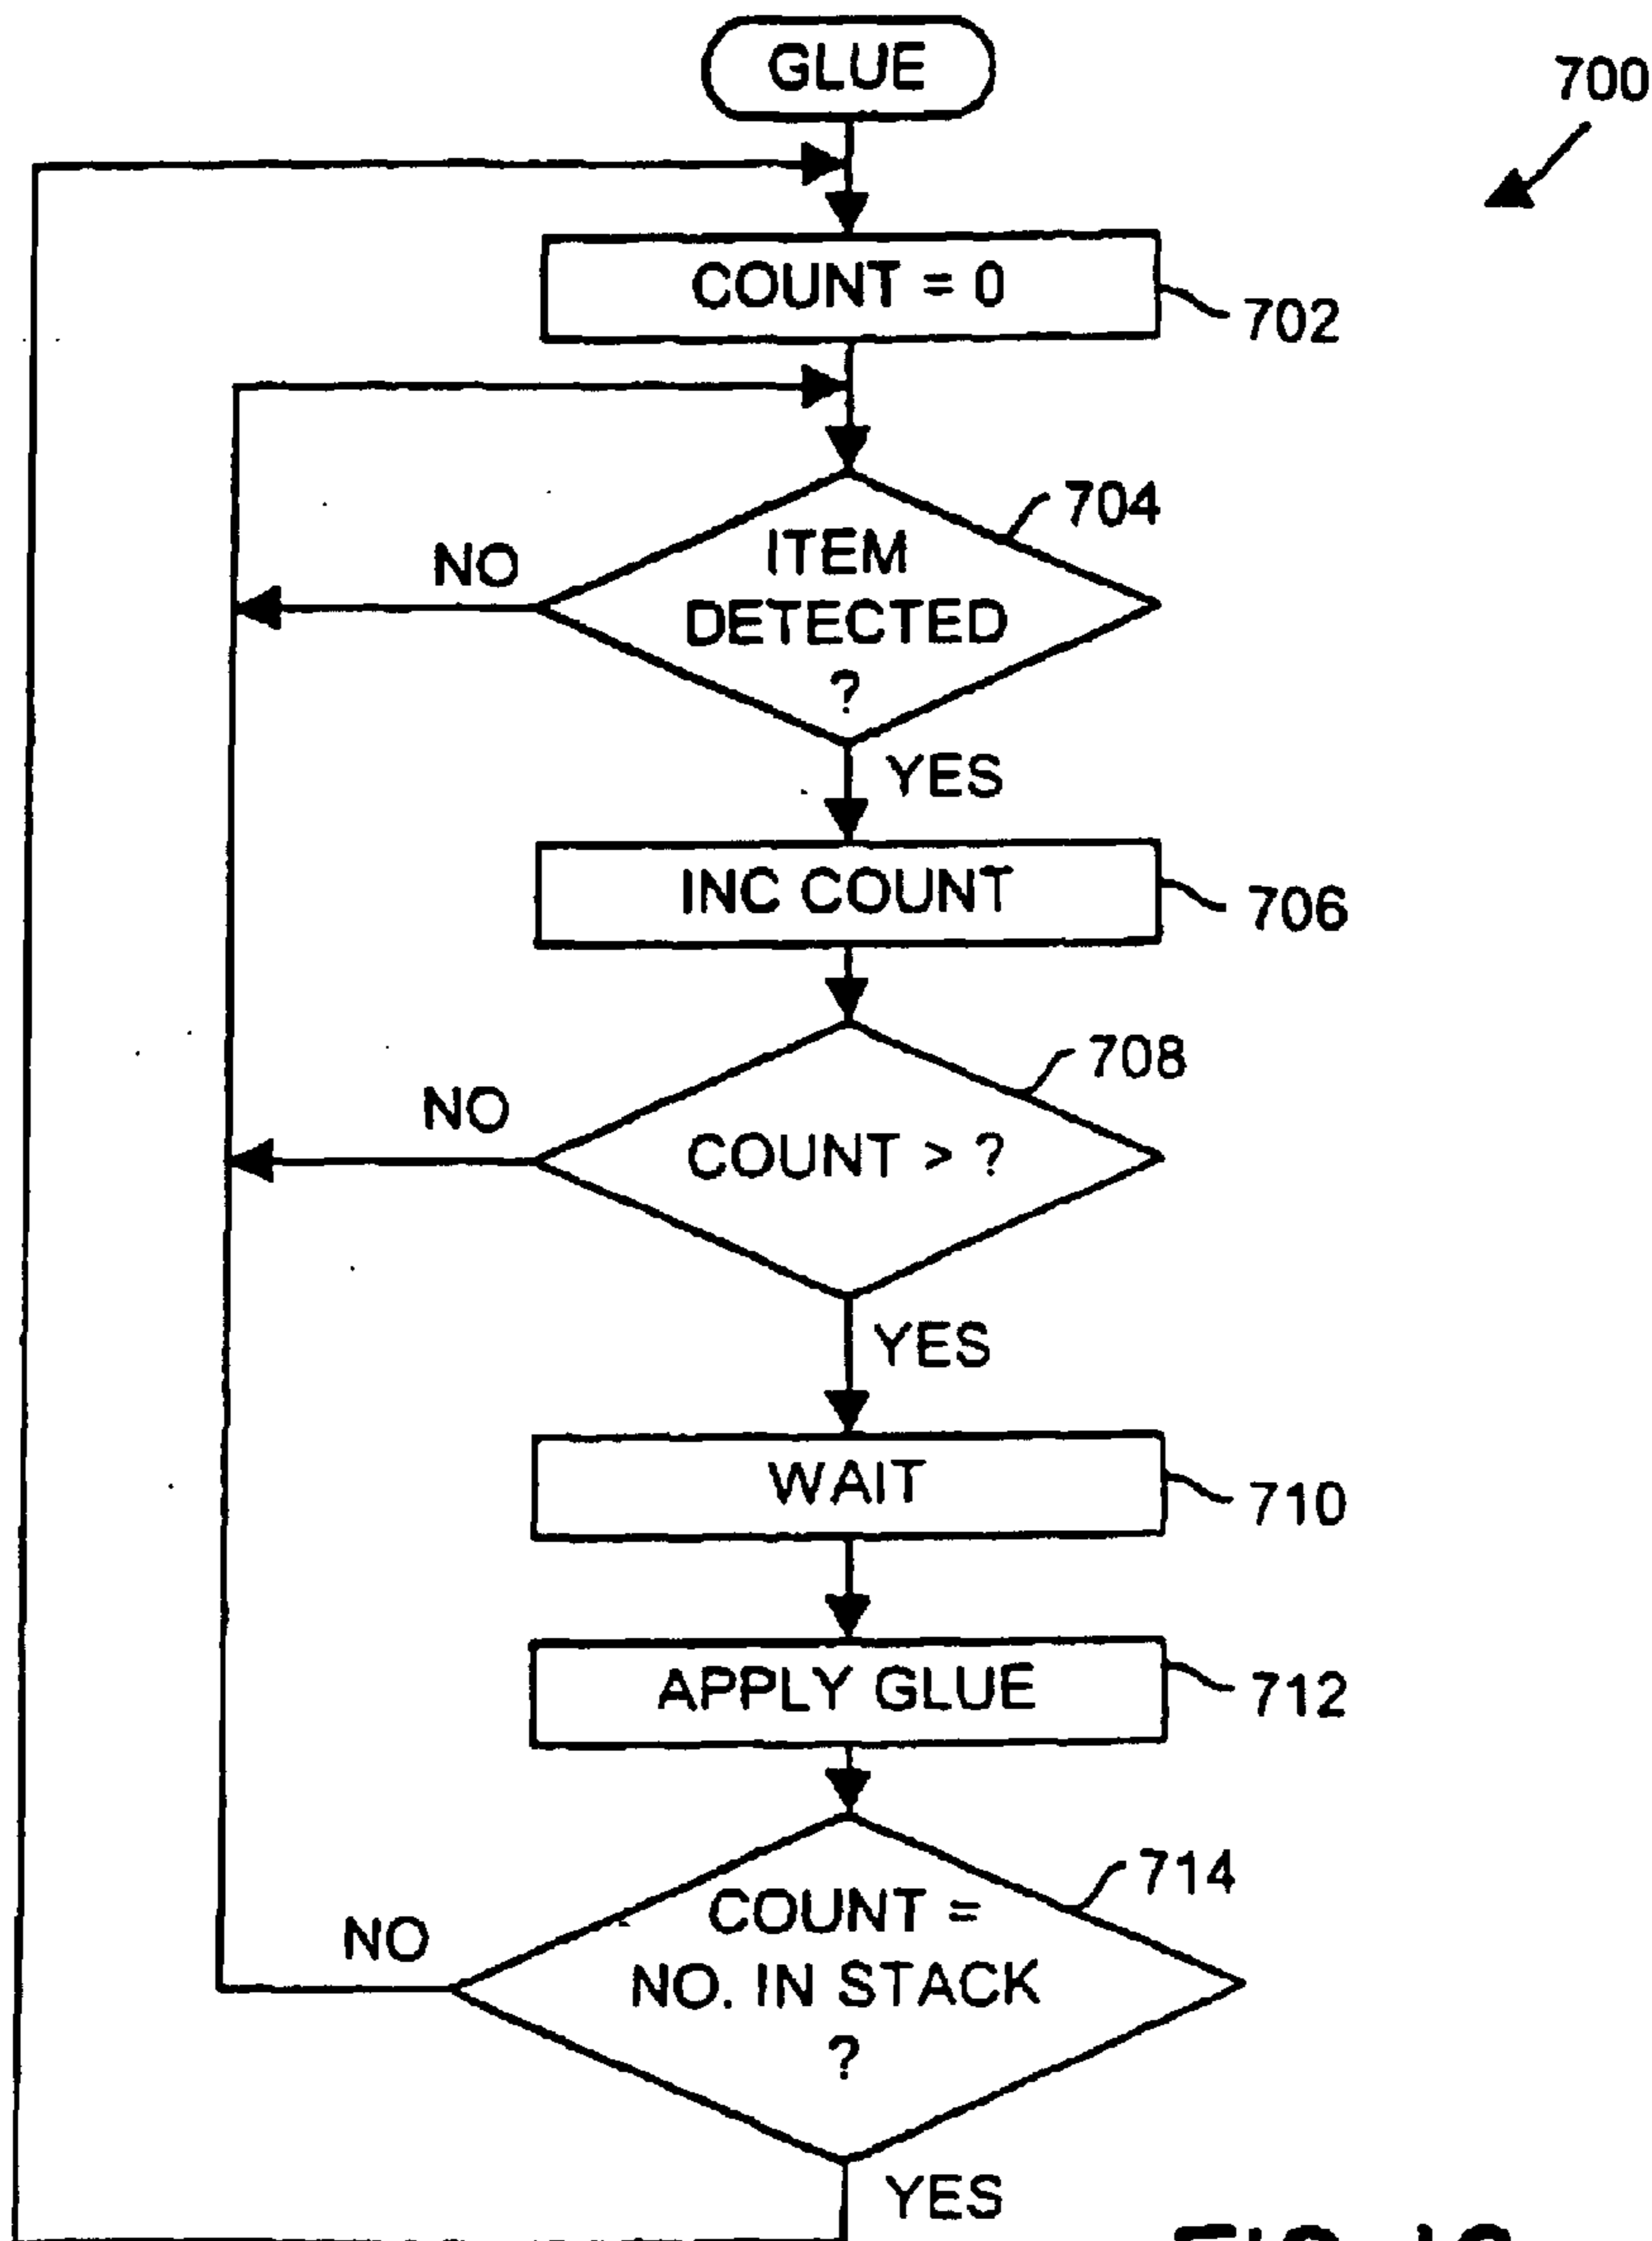 GLUE
700
COUNT = 0
702
704
ITEM
DETECTED
?
NO
YES
INC COUNT
706
708
NO
COUNT > ?
YES
WAIT
710
APPLY GLUE
712
714
COUNT =
NO. IN STACK
?
NO
YES